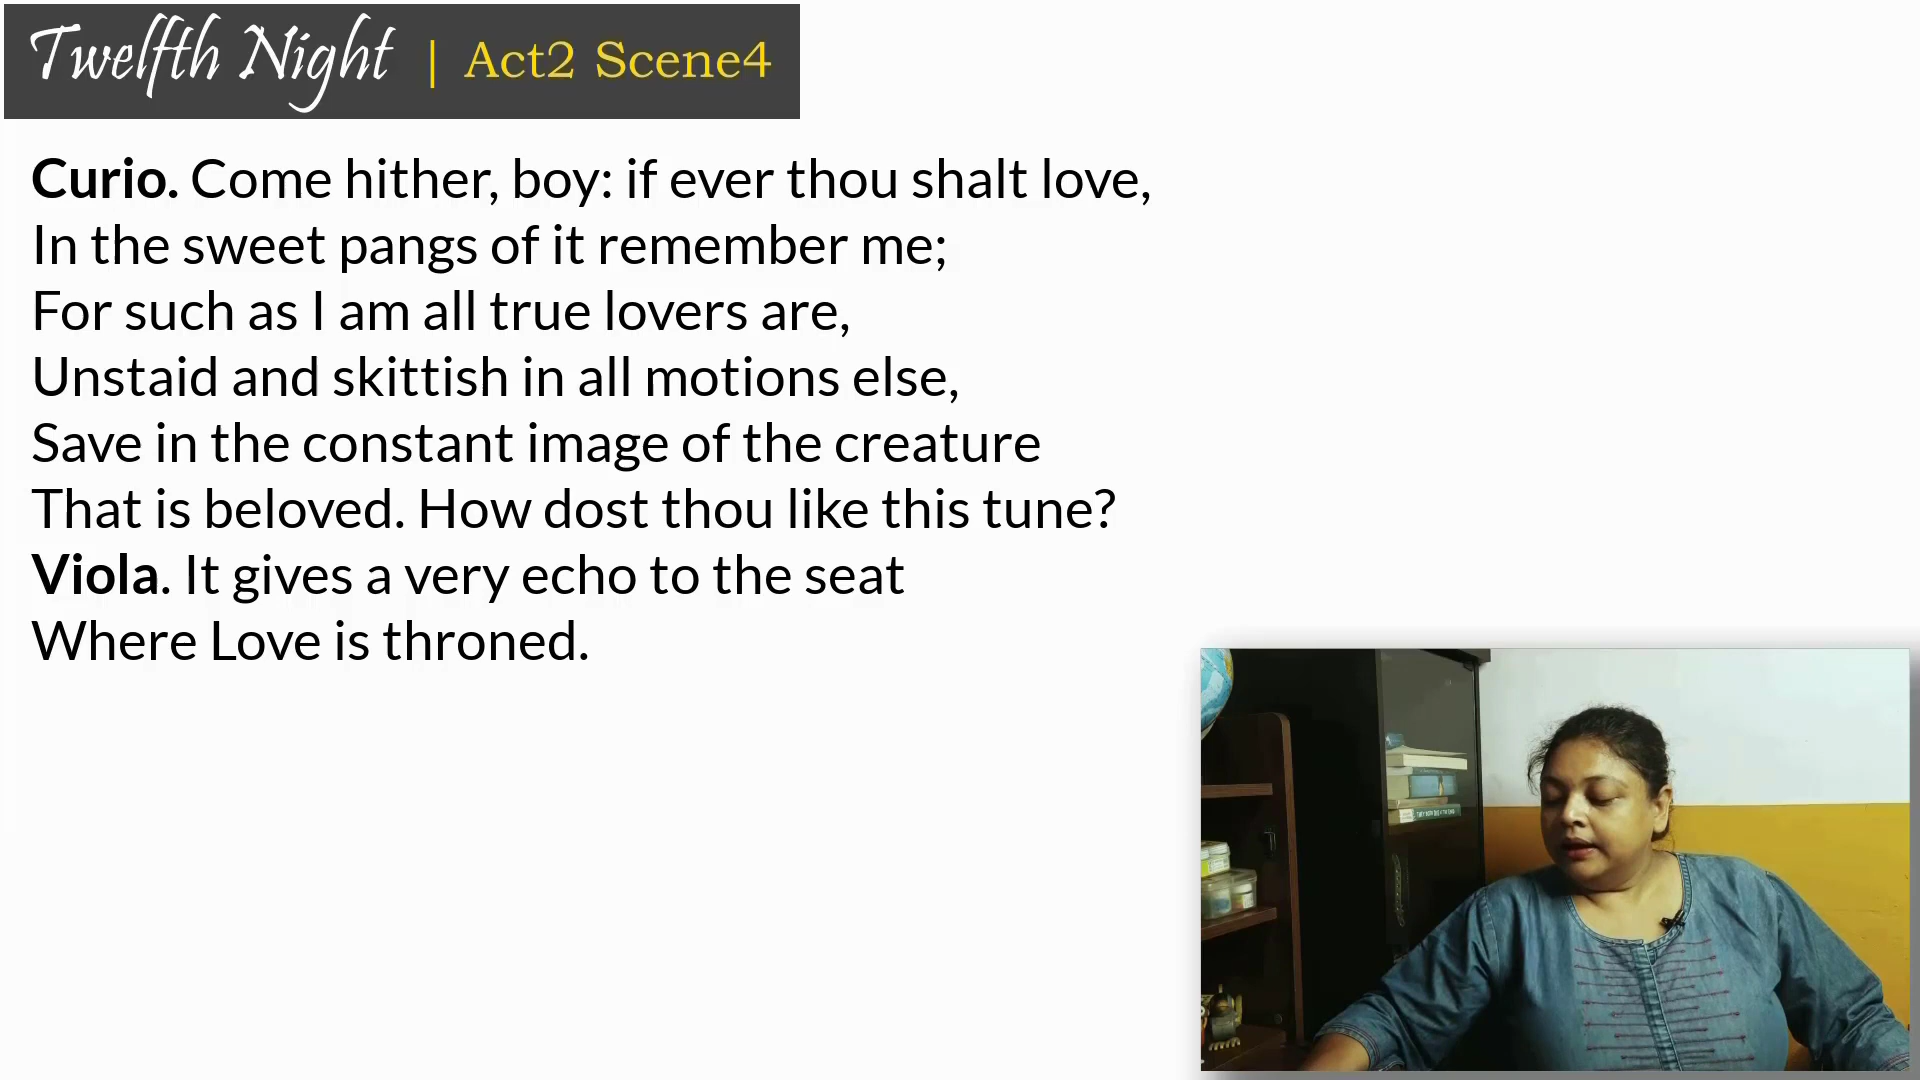 Twelfth Night | Act2 Scene4
Curio. Come hither, boy: if ever thou shalt love,
In the sweet pangs of it remember me;
For such as I am all true lovers are,
Unstaid and skittish in all motions else,
Save in the constant image of the creature
That is beloved. How dost thou like this tune?
Viola. It gives a very echo to the seat
Where Love is throned.